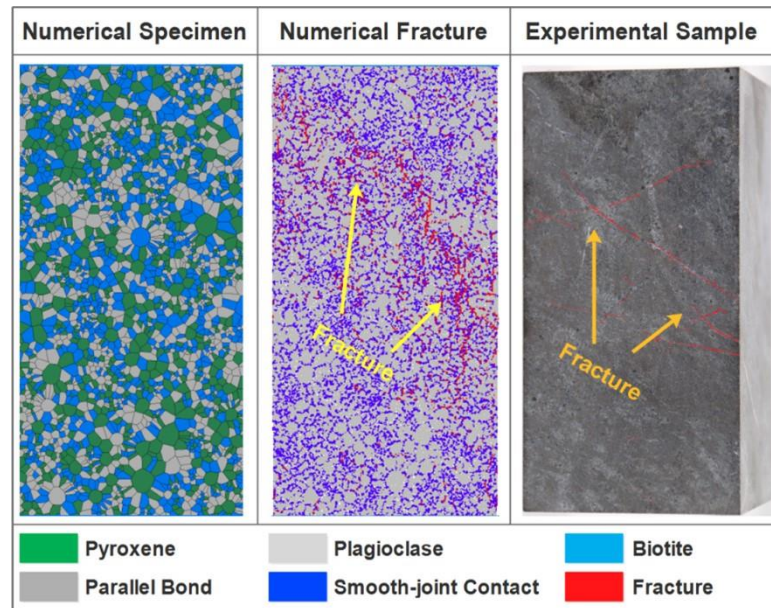 Numerical Specimen
Numerical Fracture
Experimental Sample
Fracture
Fracture
Pyroxene
Plagioclase
Biotite
Parallel Bond
Smooth-joint Contact
Fracture